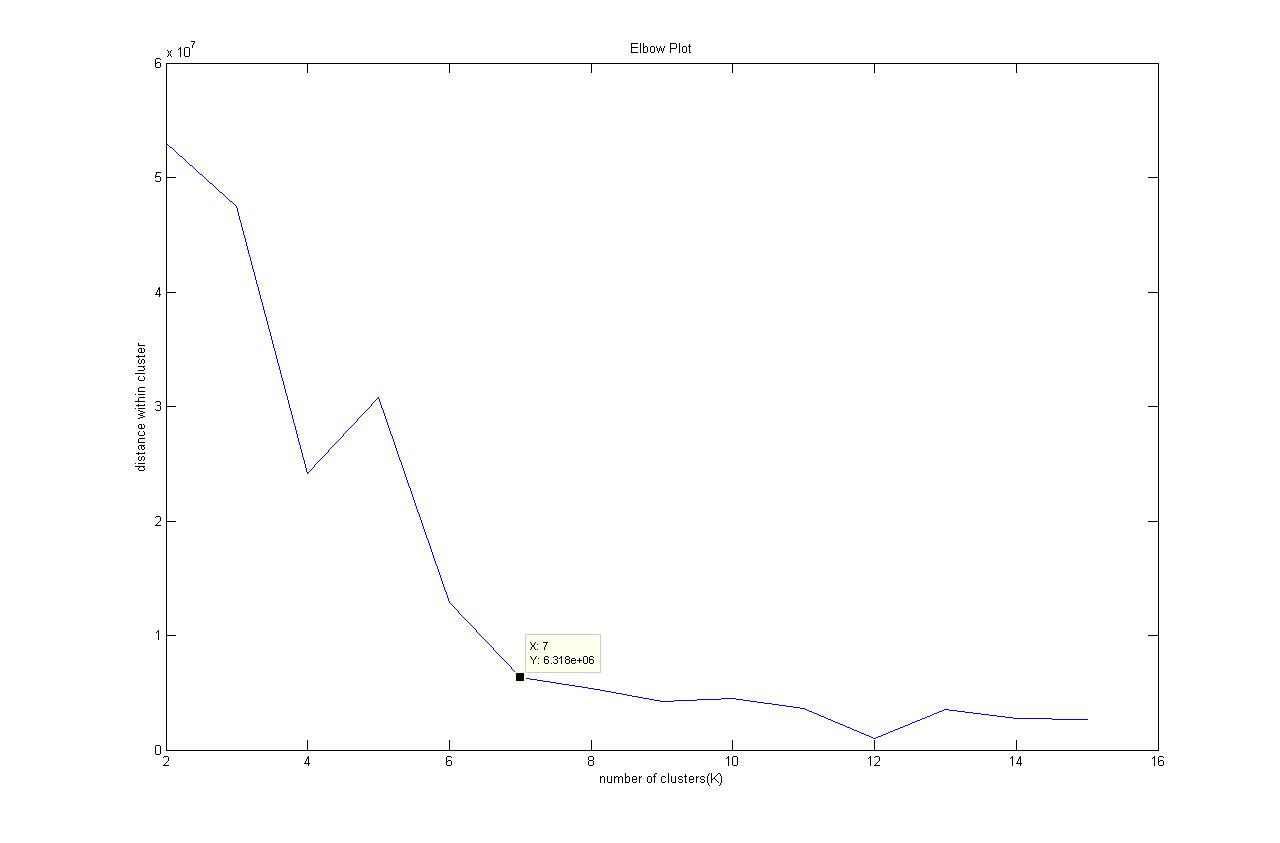 Elbow Plot
x 10^7
6
5
4
3
2
1
0
distance within cluster
X: 7
Y: 6.318e+06
2 4 6 8 10 12 14 16
number of clusters(K)